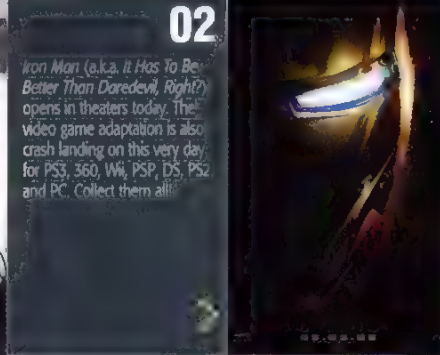 02
Iron Man (a.k.a. It Has To Be
Better Than Daredevil, Right?)
opens in theaters today. The
video game adaptation is also
crash landing on this very day
for PS3, 360, Wii, PSP, DS, PS2
and PC. Collect them all!